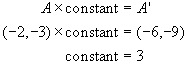 A × constant = A'
(−2,−3) × constant = (−6,−9)
constant = 3